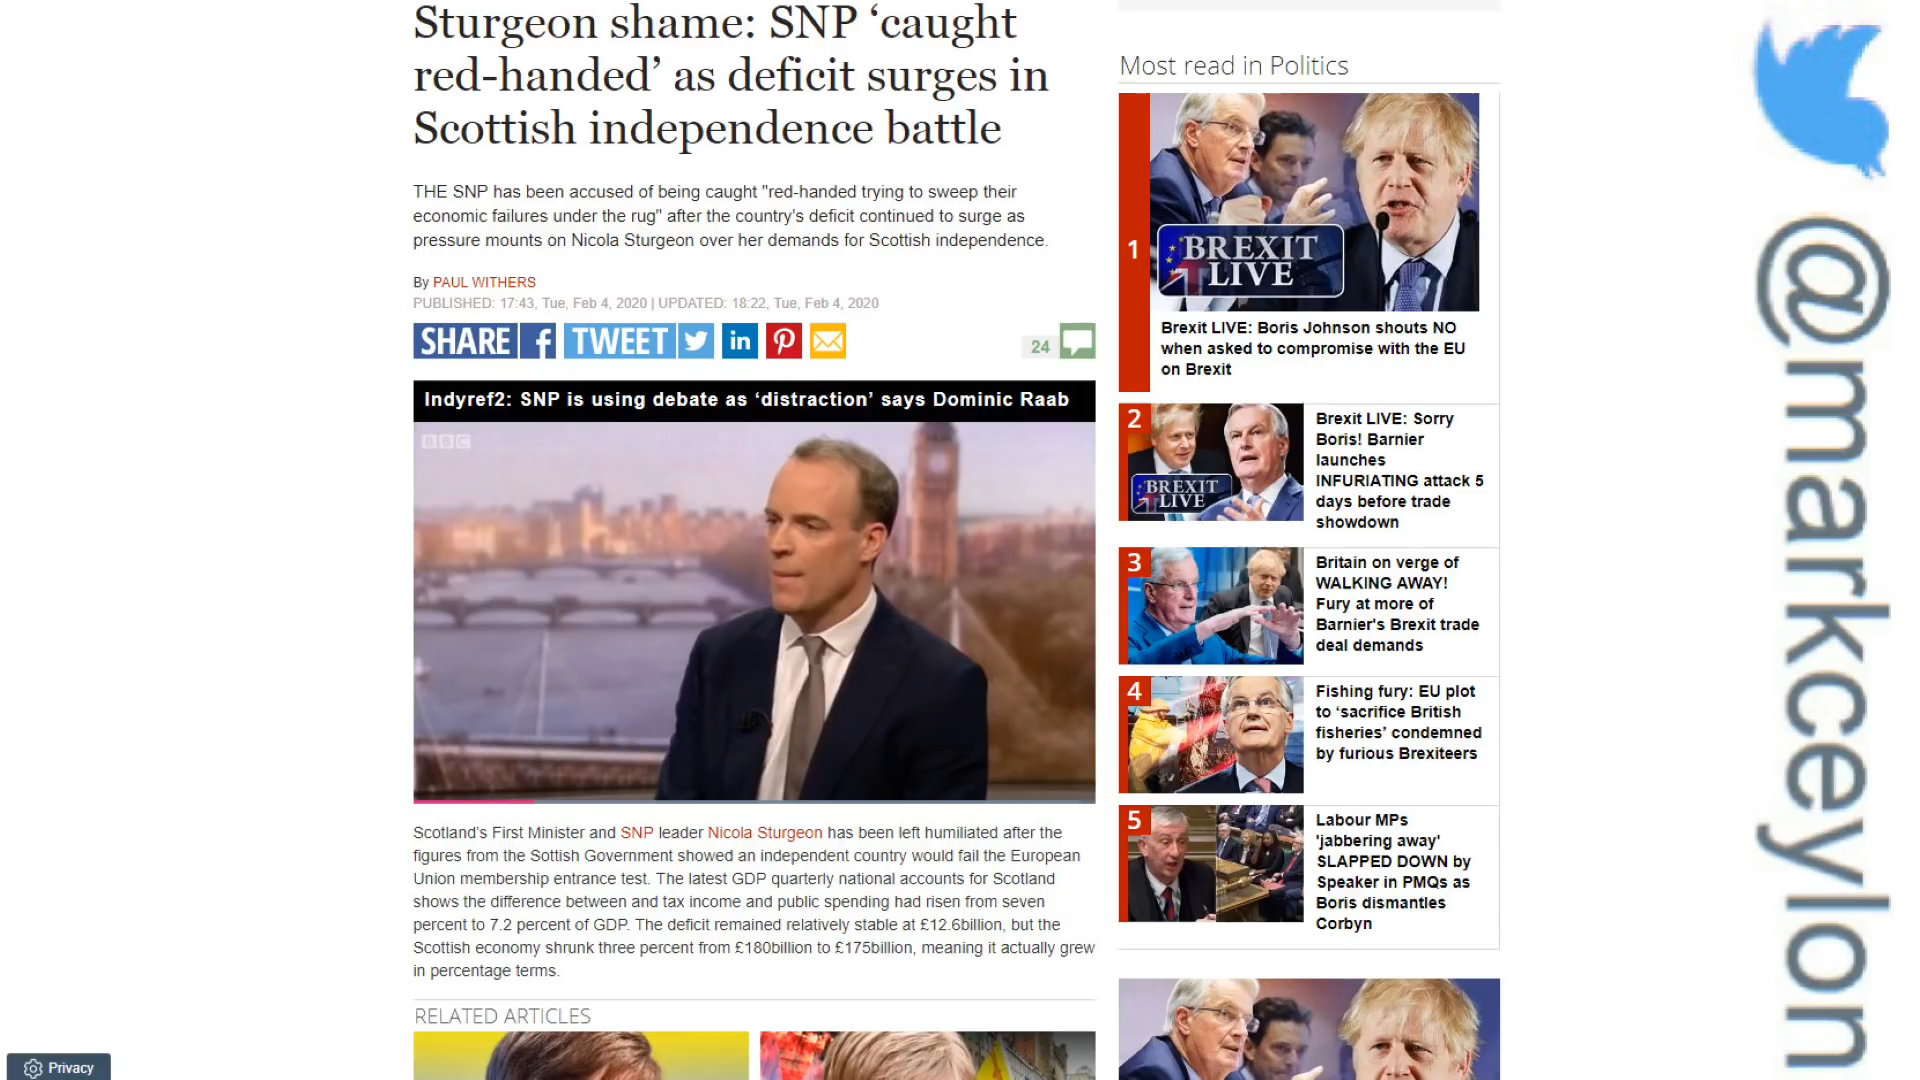 Sturgeon shame: SNP ‘caught
red-handed’ as deficit surges in
Scottish independence battle
THE SNP has been accused of being caught "red-handed trying to sweep their
economic failures under the rug" after the country's deficit continued to surge as
pressure mounts on Nicola Sturgeon over her demands for Scottish independence.
By PAUL WITHERS
PUBLISHED: 17:43, Tue, Feb 4, 2020 | UPDATED: 18:22, Tue, Feb 4, 2020
SHARE f TWEET in
24
Indyref2: SNP is using debate as ‘distraction’ says Dominic Raab
BBC
Scotland’s First Minister and SNP leader Nicola Sturgeon has been left humiliated after the
figures from the Sottish Government showed an independent country would fail the European
Union membership entrance test. The latest GDP quarterly national accounts for Scotland
shows the difference between and tax income and public spending had risen from seven
percent to 7.2 percent of GDP. The deficit remained relatively stable at £12.6billion, but the
Scottish economy shrunk three percent from £180billion to £175billion, meaning it actually grew
in percentage terms.
RELATED ARTICLES
Privacy
Most read in Politics
1
BREXIT
LIVE
Brexit LIVE: Boris Johnson shouts NO
when asked to compromise with the EU
on Brexit
2
BREXIT
LIVE
Brexit LIVE: Sorry
Boris! Barnier
launches
INFURIATING attack 5
days before trade
showdown
3
Britain on verge of
WALKING AWAY!
Fury at more of
Barnier's Brexit trade
deal demands
4
Fishing fury: EU plot
to ‘sacrifice British
fisheries’ condemned
by furious Brexiteers
5
Labour MPs
'jabbering away'
SLAPPED DOWN by
Speaker in PMQs as
Boris dismantles
Corbyn
@markceylon